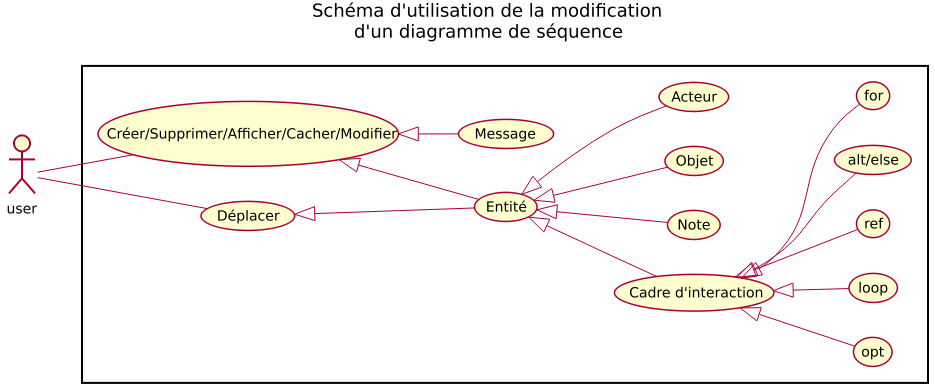 Schéma d'utilisation de la modification
d'un diagramme de séquence
user
Créer/Supprimer/Afficher/Cacher/Modifier
Déplacer
Message
Entité
Acteur
Objet
Note
Cadre d'interaction
for
alt/else
ref
loop
opt